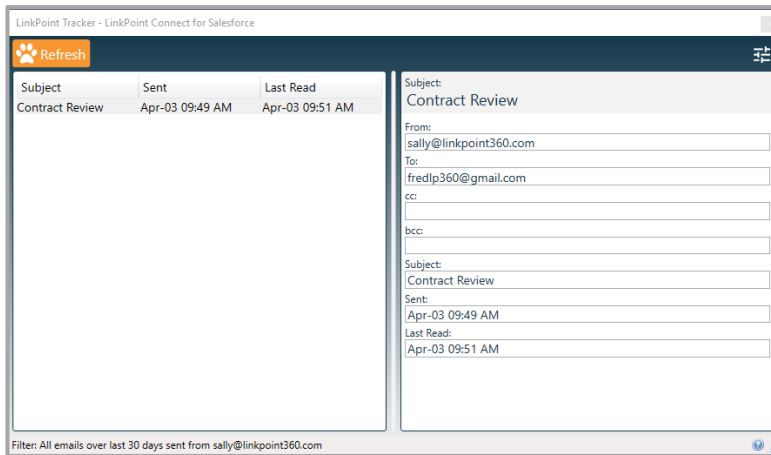 LinkPoint Tracker - LinkPoint Connect for Salesforce
Refresh
Subject Sent Last Read
Contract Review Apr-03 09:49 AM Apr-03 09:51 AM
Subject:
Contract Review
From:
sally@linkpoint360.com
To:
fredlp360@gmail.com
cc:
bcc:
Subject:
Contract Review
Sent:
Apr-03 09:49 AM
Last Read:
Apr-03 09:51 AM
Filter: All emails over last 30 days sent from sally@linkpoint360.com